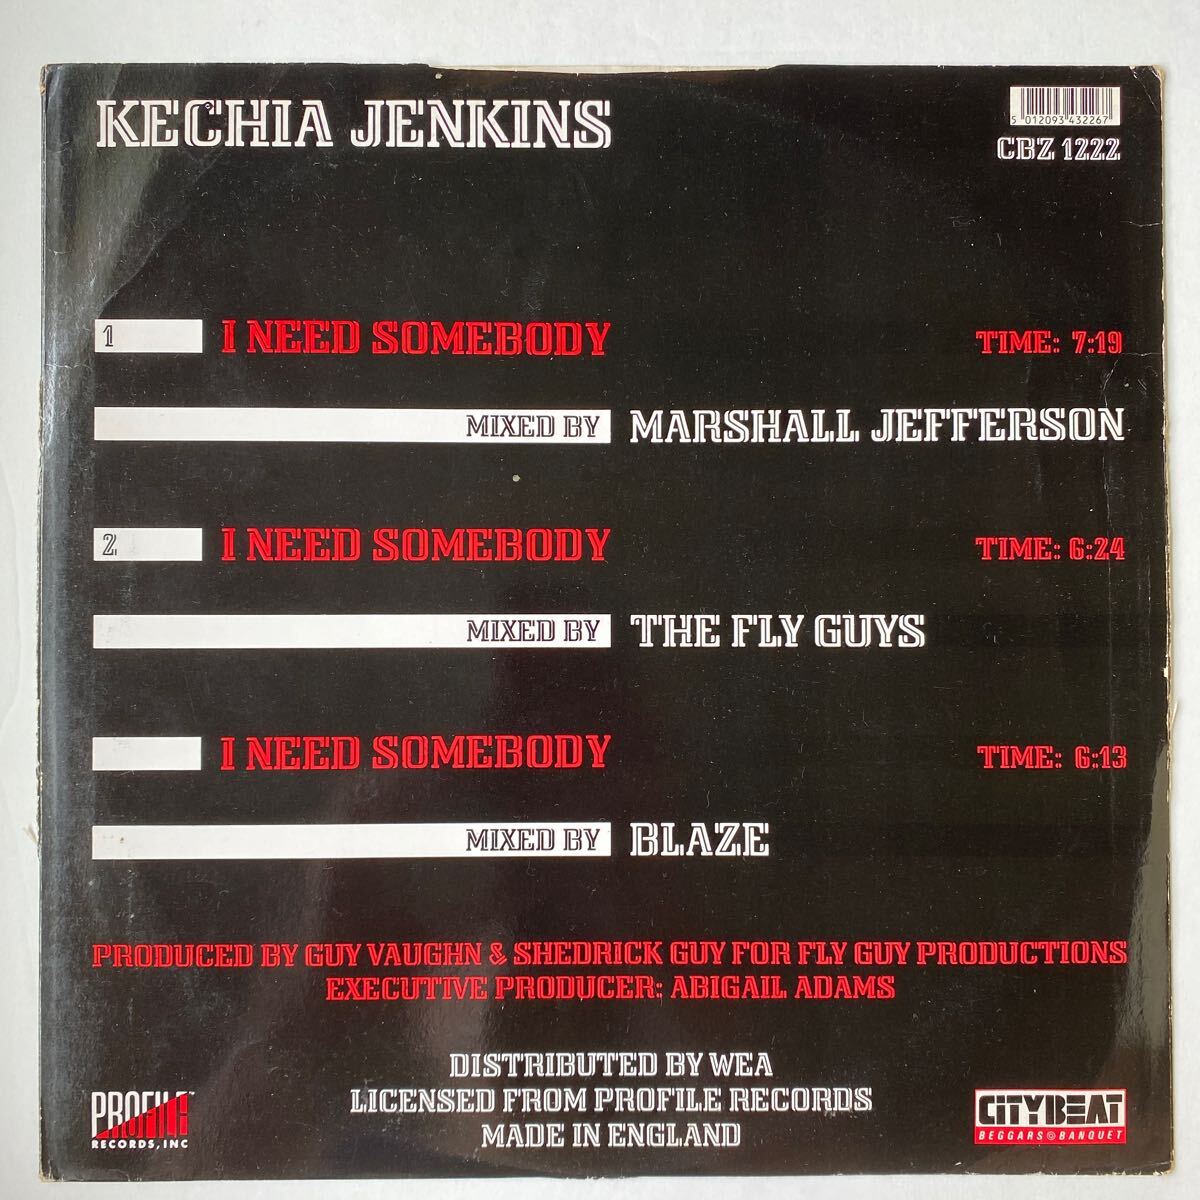 KECHIA JENKINS
5 012093 432267
CBZ 1222
1 I NEED SOMEBODY TIME: 7:19
MIXED BY MARSHALL JEFFERSON
2 I NEED SOMEBODY TIME: 6:24
MIXED BY THE FLY GUYS
I NEED SOMEBODY TIME: 6:13
MIXED BY BLAZE
PRODUCED BY GUY VAUGHN & SHEDRICK GUY FOR FLY GUY PRODUCTIONS
EXECUTIVE PRODUCER: ABIGAIL ADAMS
DISTRIBUTED BY WEA
LICENSED FROM PROFILE RECORDS
MADE IN ENGLAND
PROFILE™
RECORDS, INC
CITYBEAT
BEGGARS BANQUET